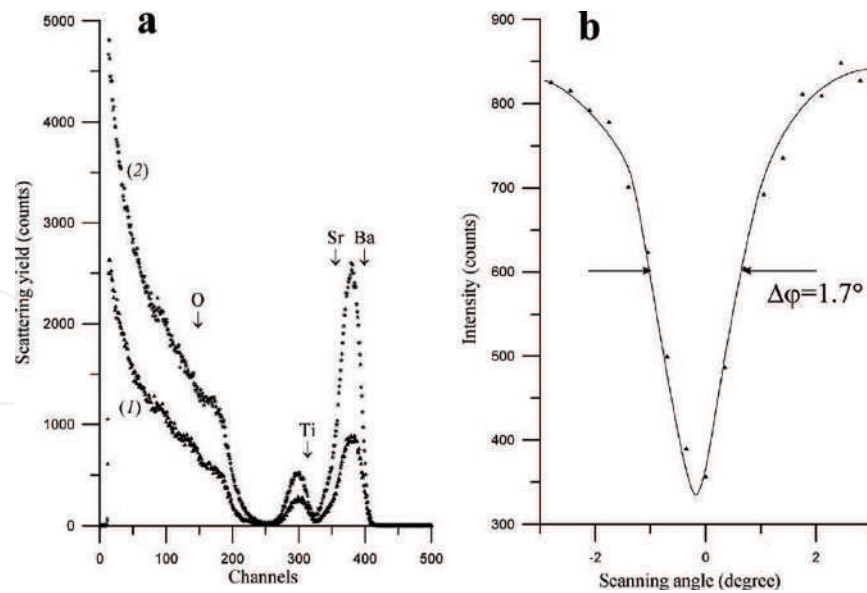 a
5000
4000
3000
2000
1000
0
Scattering yield (counts)
(2)
(1)
O
Ti
Sr Ba
0 100 200 300 400 500
Channels
b
900
800
700
600
500
400
300
Intensity (counts)
Δφ=1.7°
-2 0 2
Scanning angle (degree)